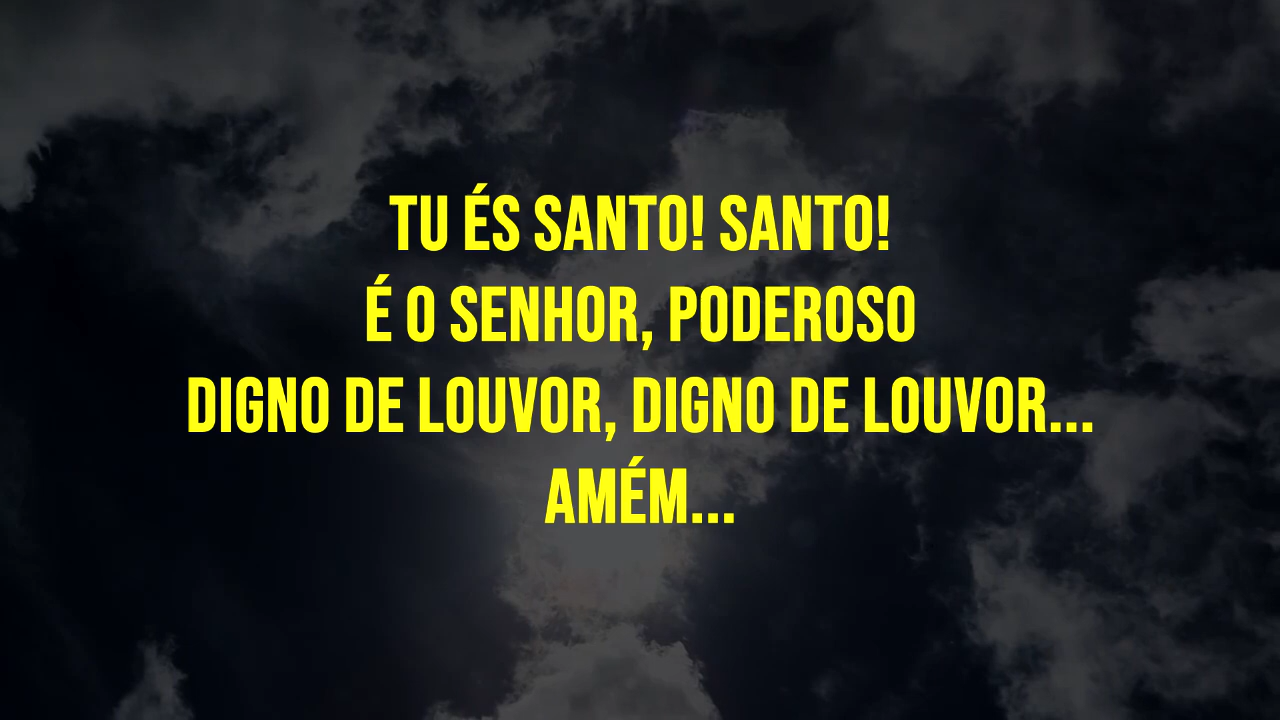 TU ÉS SANTO! SANTO!
É O SENHOR, PODEROSO
DIGNO DE LOUVOR, DIGNO DE LOUVOR...
AMÉM...